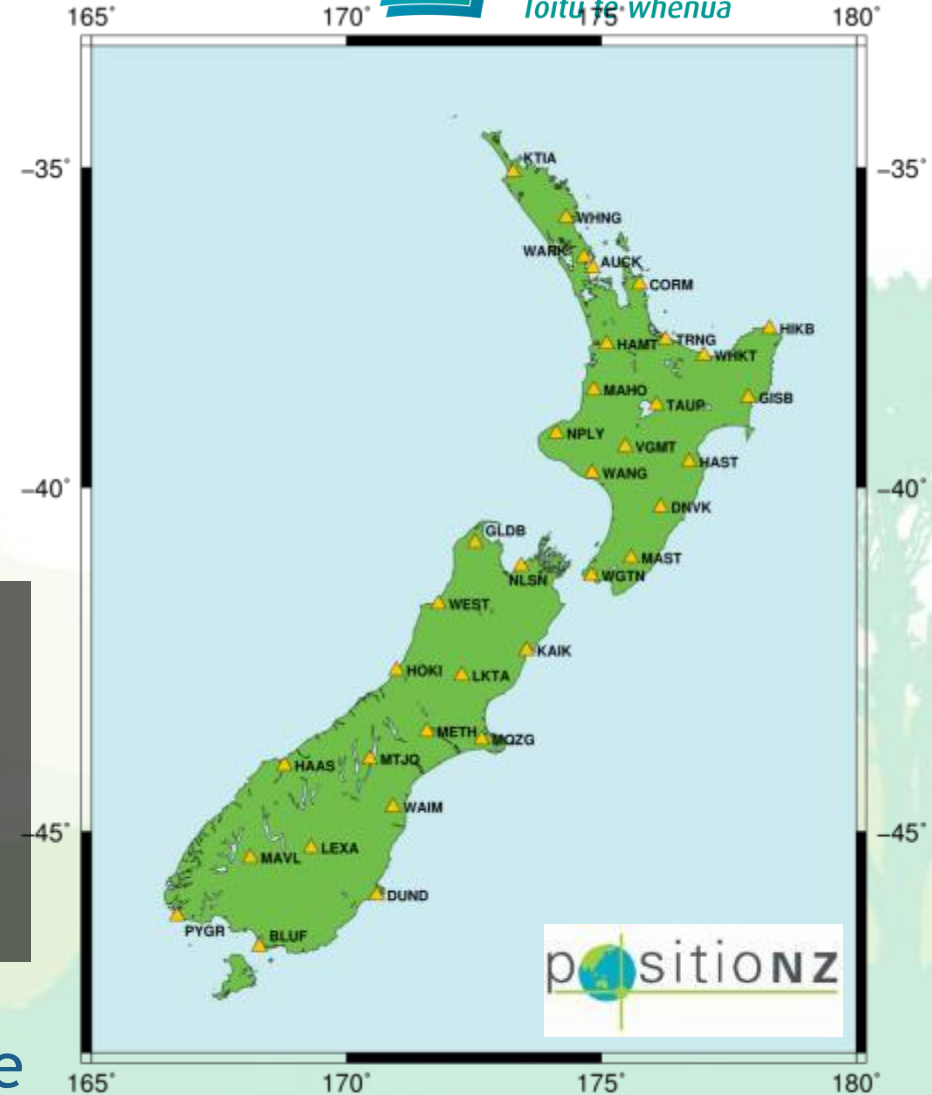 Toitū te whenua
165° 170° 175° 180°
-35° -35°
KTIA
WHNG
WARK
AUCK
CORM
HIKB
TRNG
HAMT
WHKT
MAHO
GISB
TAUP
NPLY
VGMT
HAST
WANG
-40° -40°
DNVK
GLDB
MAST
WGTN
NLSN
WEST
KAIK
HOKI
LKTA
METH
MQZG
MTJO
HAAS
WAIM
-45° -45°
LEXA
MAVL
DUND
PYGR
BLUF
positioNZ
e
165° 170° 175° 180°